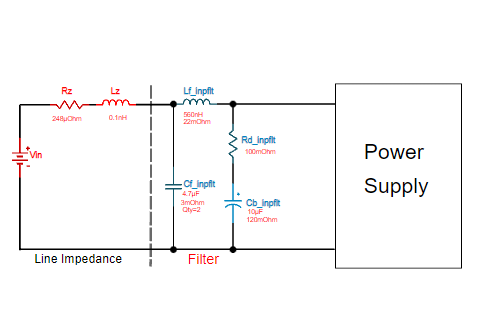 Rz
248µOhm
Lz
0.1nH
Lf_inpflt
560nH
22mOhm
Rd_inpflt
100mOhm
Vin
Cf_inpflt
4.7µF
3mOhm
Qty=2
Cb_inpflt
10µF
120mOhm
Power
Supply
Line Impedance
Filter